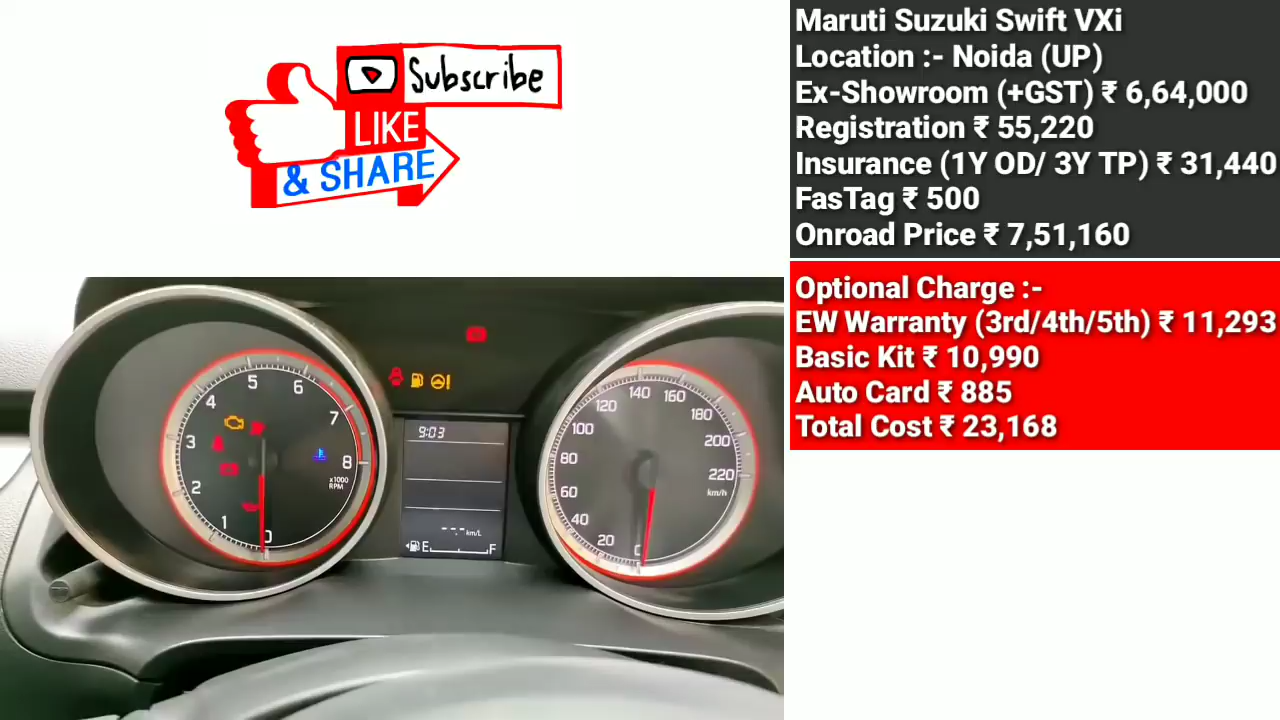 Subscribe
LIKE
& SHARE
Maruti Suzuki Swift VXi
Location :- Noida (UP)
Ex-Showroom (+GST) ₹ 6,64,000
Registration ₹ 55,220
Insurance (1Y OD/ 3Y TP) ₹ 31,440
FasTag ₹ 500
Onroad Price ₹ 7,51,160
Optional Charge :-
EW Warranty (3rd/4th/5th) ₹ 11,293
Basic Kit ₹ 10,990
Auto Card ₹ 885
Total Cost ₹ 23,168
0
1
2
3
4
5
6
7
8
x1000
RPM
9:03
---km/L
E F
0
20
40
60
80
100
120
140
160
180
200
220
km/h